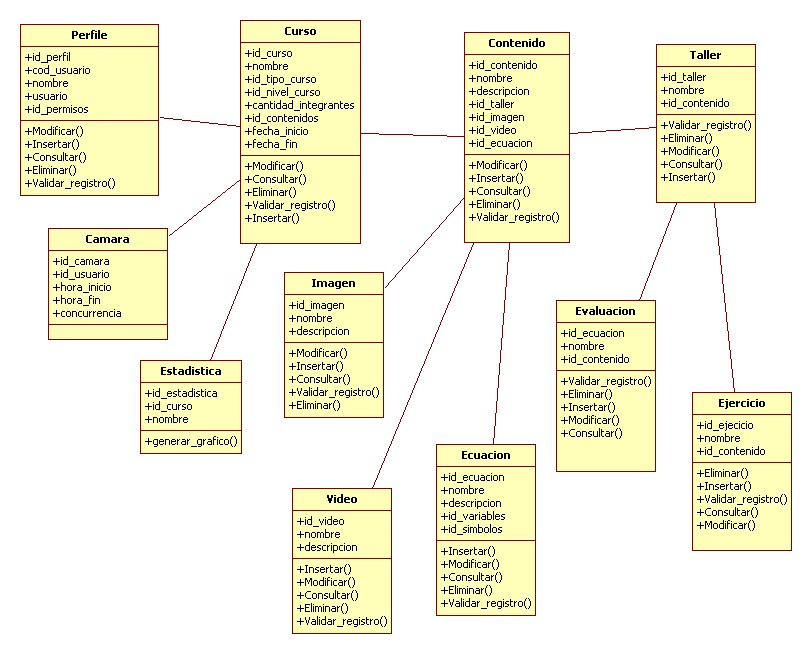 Perfile
+id_perfil
+cod_usuario
+nombre
+usuario
+id_permisos
+Modificar()
+Insertar()
+Consultar()
+Eliminar()
+Validar_registro()
Curso
+id_curso
+nombre
+id_tipo_curso
+id_nivel_curso
+cantidad_integrantes
+id_contenidos
+fecha_inicio
+fecha_fin
+Modificar()
+Consultar()
+Eliminar()
+Validar_registro()
+Insertar()
Contenido
+id_contenido
+nombre
+descripcion
+id_taller
+id_imagen
+id_video
+id_ecuacion
+Modificar()
+Insertar()
+Consultar()
+Eliminar()
+Validar_registro()
Taller
+id_taller
+nombre
+id_contenido
+Validar_registro()
+Eliminar()
+Modificar()
+Consultar()
+Insertar()
Camara
+id_camara
+id_usuario
+hora_inicio
+hora_fin
+concurrencia
Imagen
+id_imagen
+nombre
+descripcion
+Modificar()
+Insertar()
+Consultar()
+Validar_registro()
+Eliminar()
Evaluacion
+id_ecuacion
+nombre
+id_contenido
+Validar_registro()
+Eliminar()
+Insertar()
+Modificar()
+Consultar()
Estadistica
+id_estadistica
+id_curso
+nombre
+generar_grafico()
Ejercicio
+id_ejecicio
+nombre
+id_contenido
+Eliminar()
+Insertar()
+Validar_registro()
+Consultar()
+Modificar()
Ecuacion
+id_ecuacion
+nombre
+descripcion
+id_variables
+id_simbolos
+Insertar()
+Modificar()
+Consultar()
+Eliminar()
+Validar_registro()
Video
+id_video
+nombre
+descripcion
+Insertar()
+Modificar()
+Consultar()
+Eliminar()
+Validar_registro()